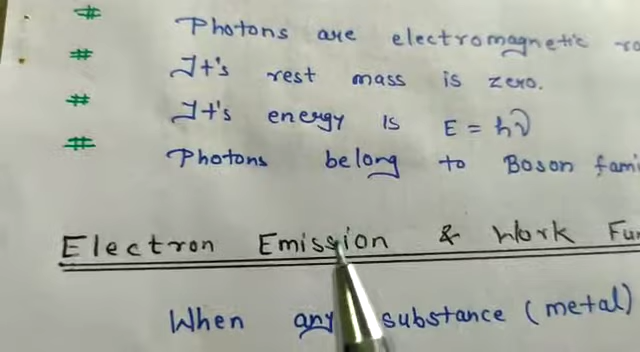 # Photons are electromagnetic
# It's rest mass is zero.
# It's energy is E = hν
# Photons belong to Boson
Electron Emission & Work
When any substance (metal)